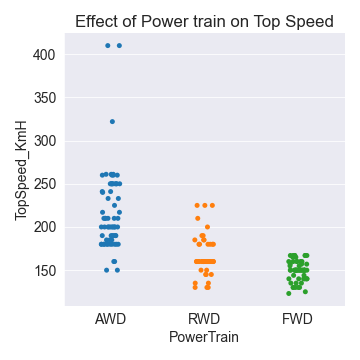 Effect of Power train on Top Speed
TopSpeed_KmH
400
350
300
250
200
150
AWD
RWD
FWD
PowerTrain